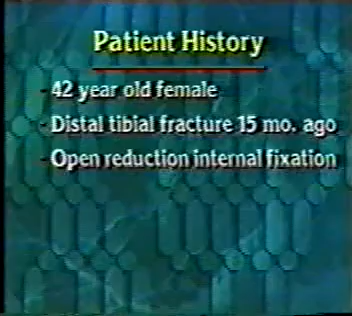 Patient History
- 42 year old female
- Distal tibial fracture 15 mo. ago
- Open reduction internal fixation